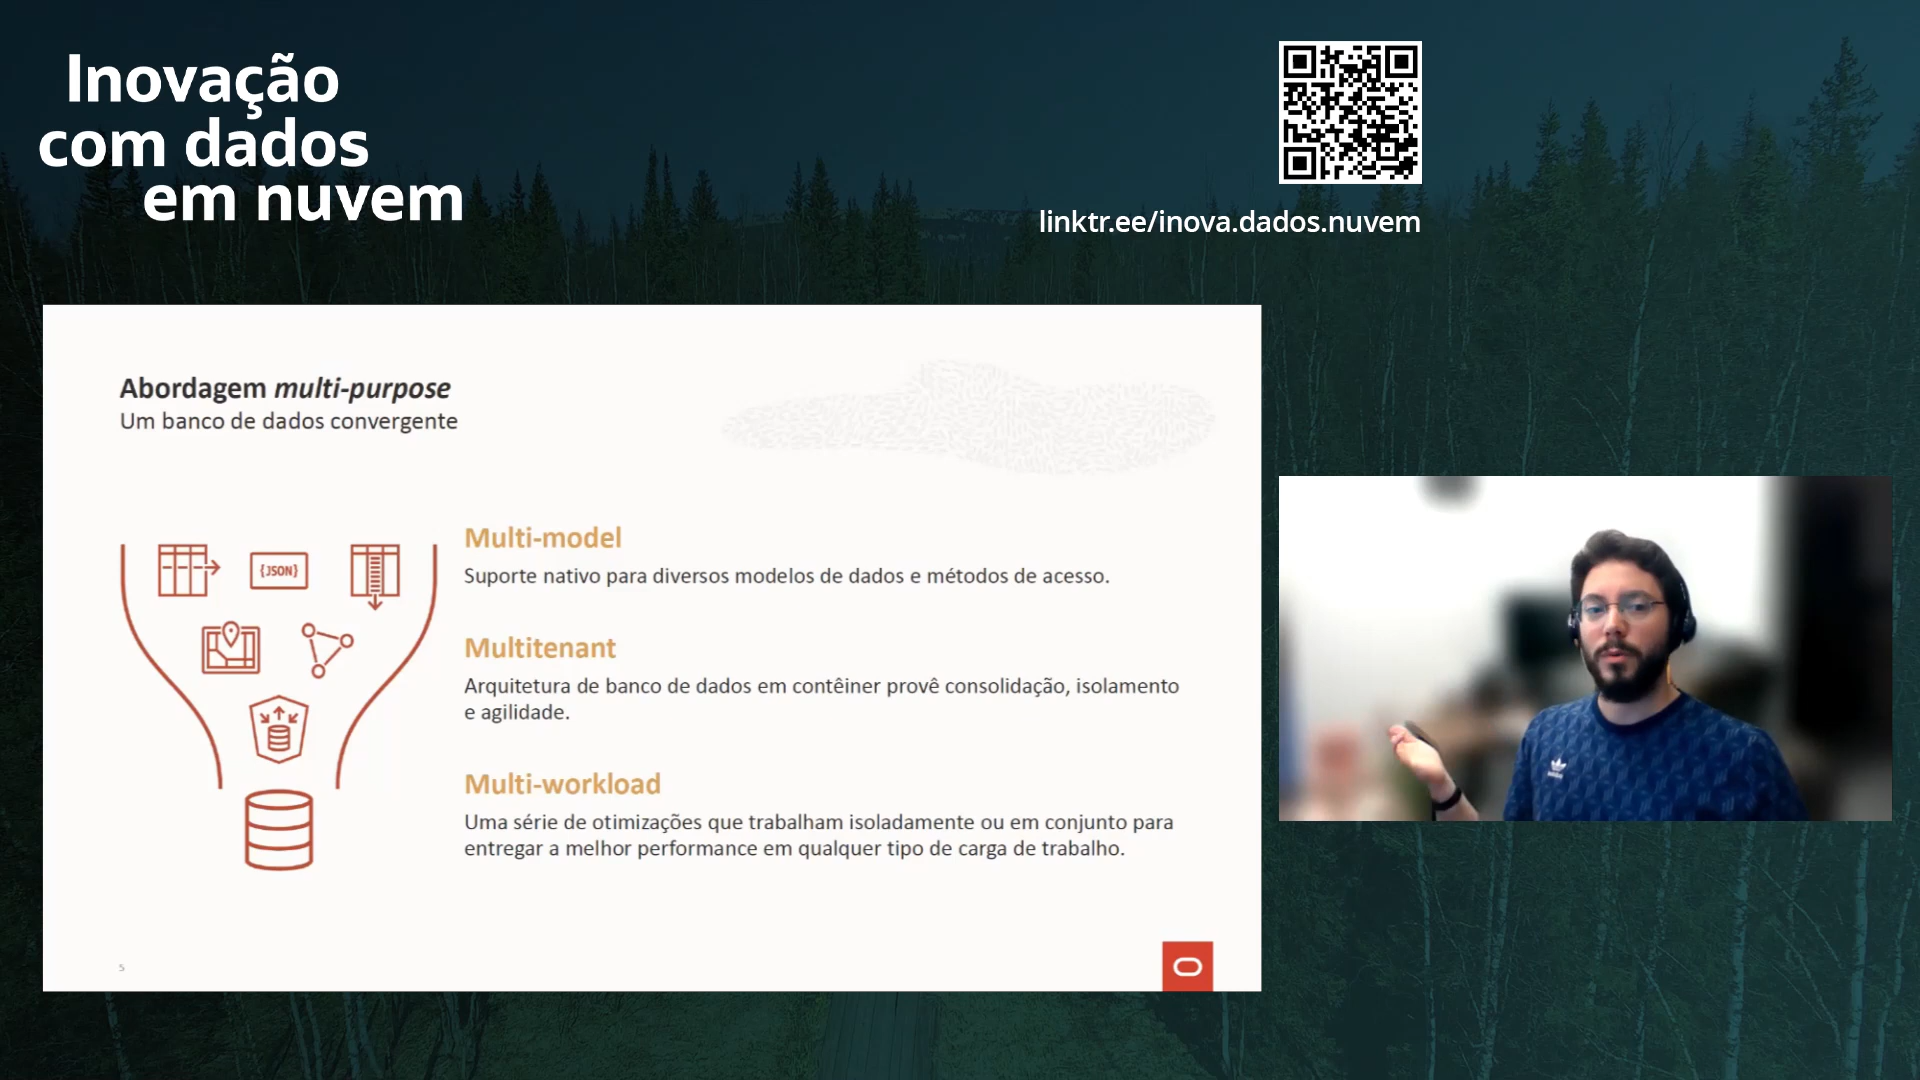 Inovação
com dados
em nuvem
linktr.ee/inova.dados.nuvem
Abordagem multi-purpose
Um banco de dados convergente
{JSON}
Multi-model
Suporte nativo para diversos modelos de dados e métodos de acesso.
Multitenant
Arquitetura de banco de dados em contêiner provê consolidação, isolamento
e agilidade.
Multi-workload
Uma série de otimizações que trabalham isoladamente ou em conjunto para
entregar a melhor performance em qualquer tipo de carga de trabalho.
5
adidas